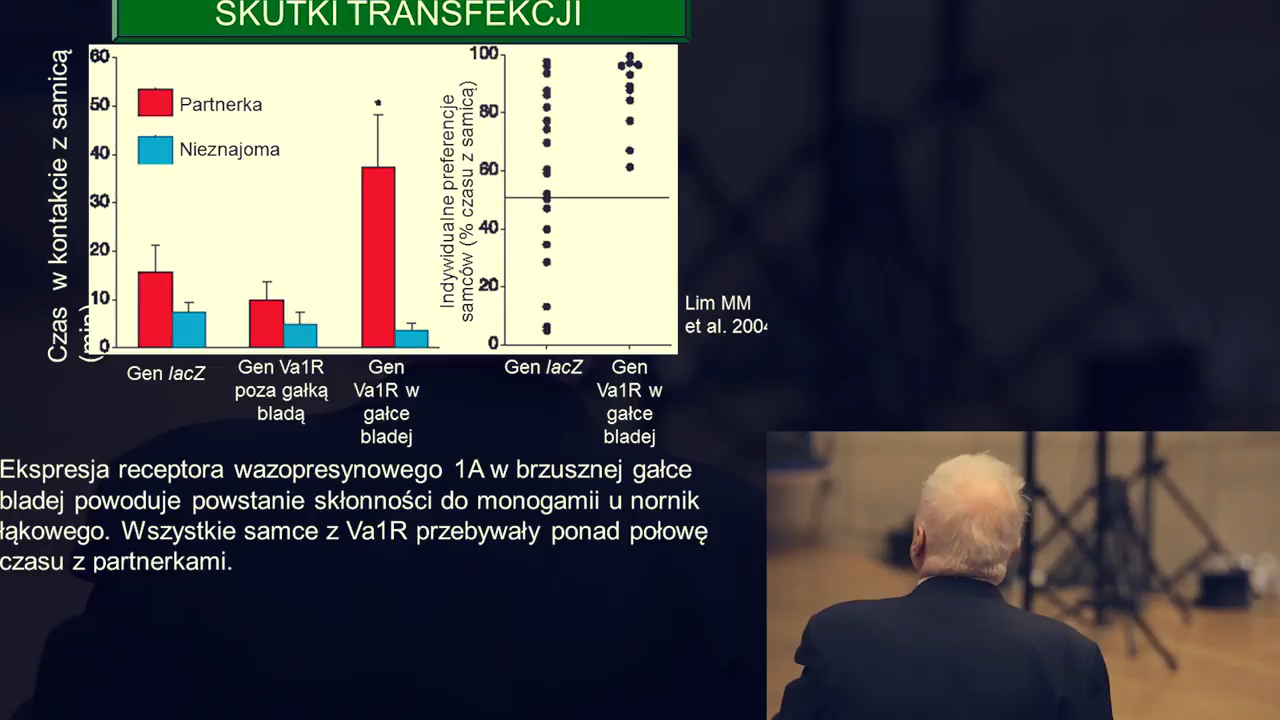 SKUTKI TRANSFEKCJI
Czas w kontakcie z samicą
(min)
60
50
40
30
20
10
0
Partnerka
Nieznajoma
Gen lacZ
Gen Va1R
poza gałką
bladą
Gen
Va1R w
gałce
bladej
Indywidualne preferencje
samców (% czasu z samicą)
100
80
60
40
20
0
Gen lacZ
Gen
Va1R w
gałce
bladej
Lim MM
et al. 2004
Ekspresja receptora wazopresynowego 1A w brzusznej gałce
bladej powoduje powstanie skłonności do monogamii u nornik
łąkowego. Wszystkie samce z Va1R przebywały ponad połowę
czasu z partnerkami.